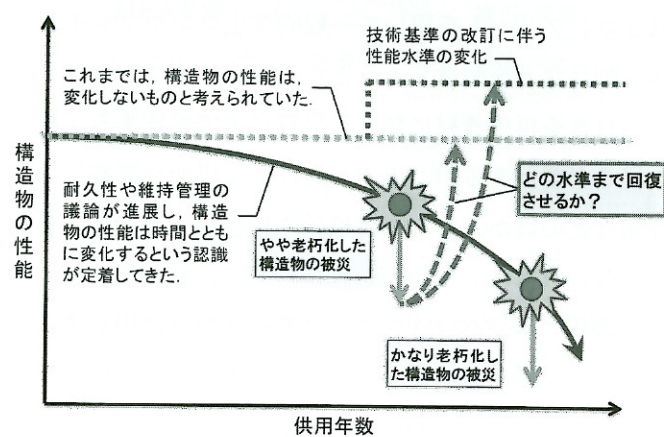 技術基準の改訂に伴う
性能水準の変化
これまでは，構造物の性能は，
変化しないものと考えられていた.
構造物の性能
耐久性や維持管理の
議論が進展し，構造
物の性能は時間ととも
に変化するという認識
が定着してきた.
どの水準まで回復
させるか？
やや老朽化した
構造物の被災
かなり老朽化し
た構造物の被災
供用年数